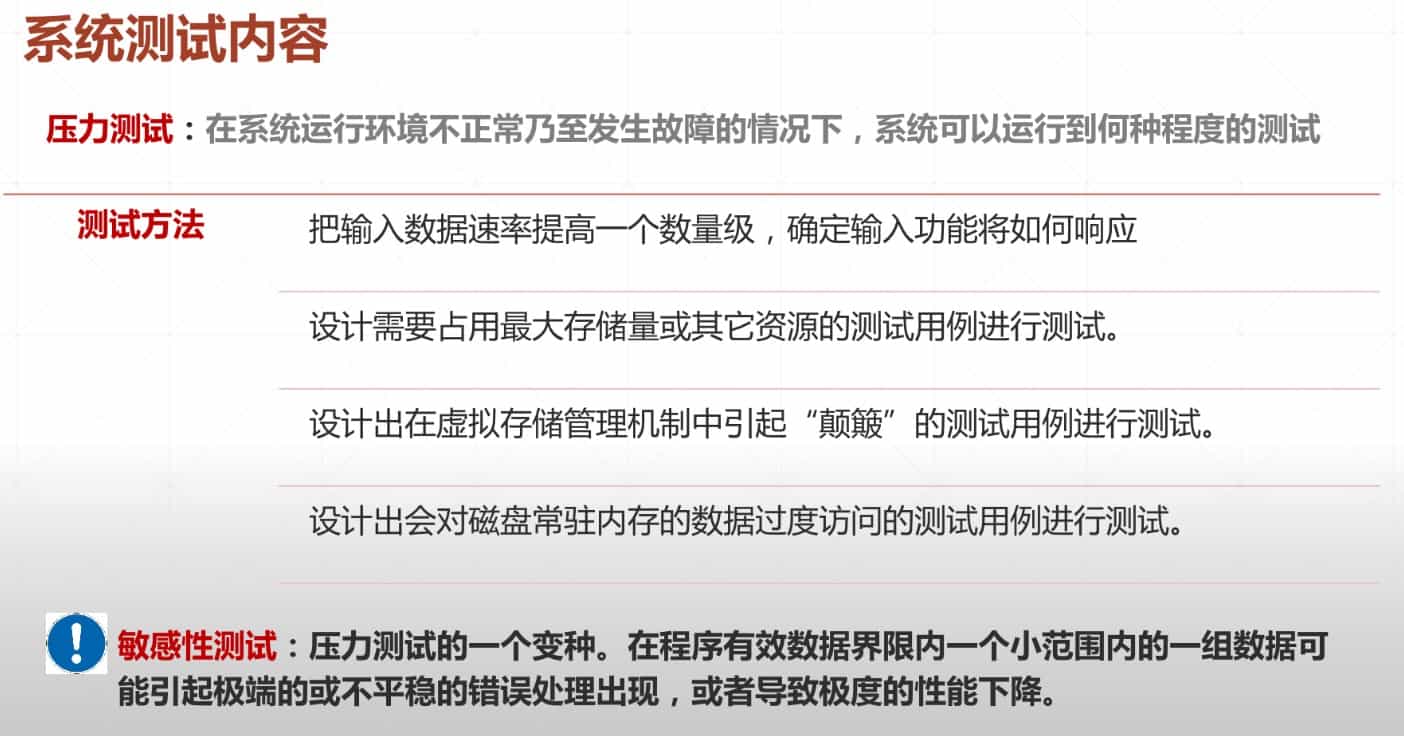 系统测试内容
压力测试：在系统运行环境不正常乃至发生故障的情况下，系统可以运行到何种程度的测试
测试方法
把输入数据速率提高一个数量级，确定输入功能将如何响应
设计需要占用最大存储量或其它资源的测试用例进行测试。
设计出在虚拟存储管理机制中引起“颠簸”的测试用例进行测试。
设计出会对磁盘常驻内存的数据过度访问的测试用例进行测试。
敏感性测试：压力测试的一个变种。在程序有效数据界限内一个小范围内的一组数据可
能引起极端的或不平稳的错误处理出现，或者导致极度的性能下降。